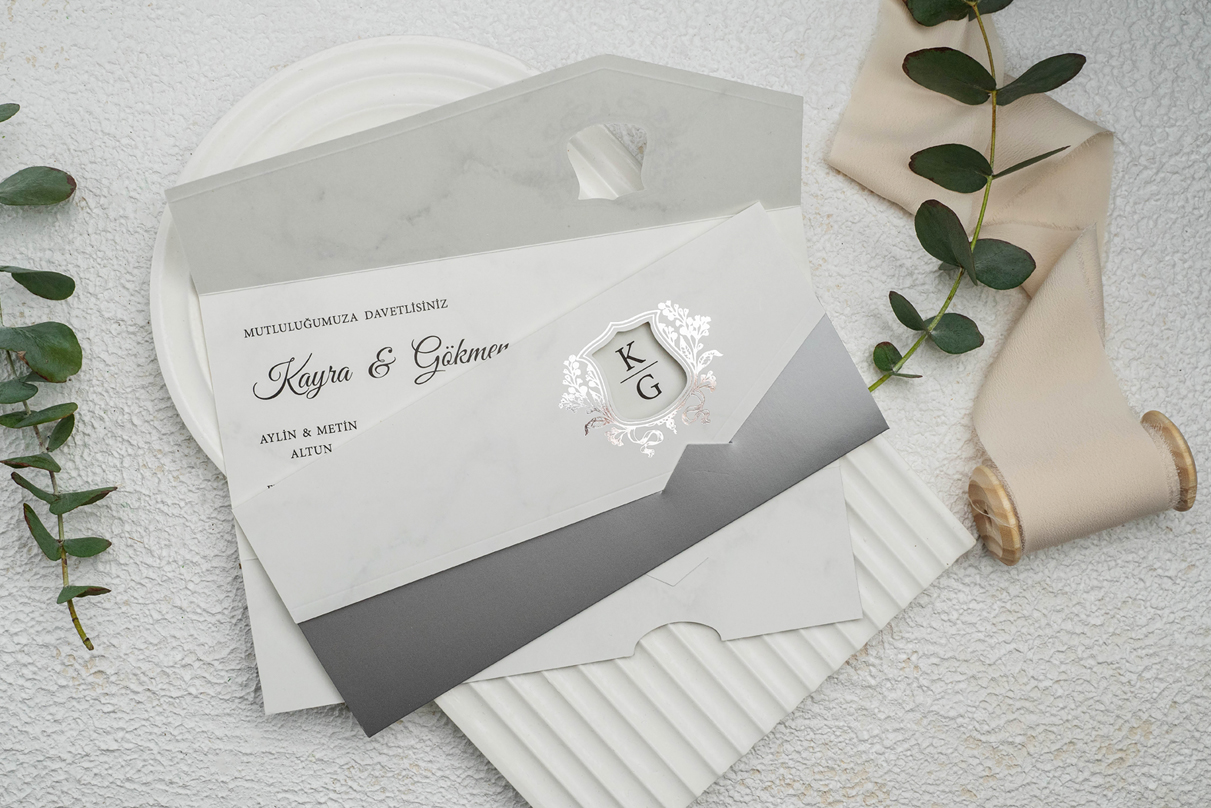 MUTLULUĞUMUZA DAVETLİSİNİZ
Kayra & Gökmen
AYLİN & METİN
ALTUN
K
G